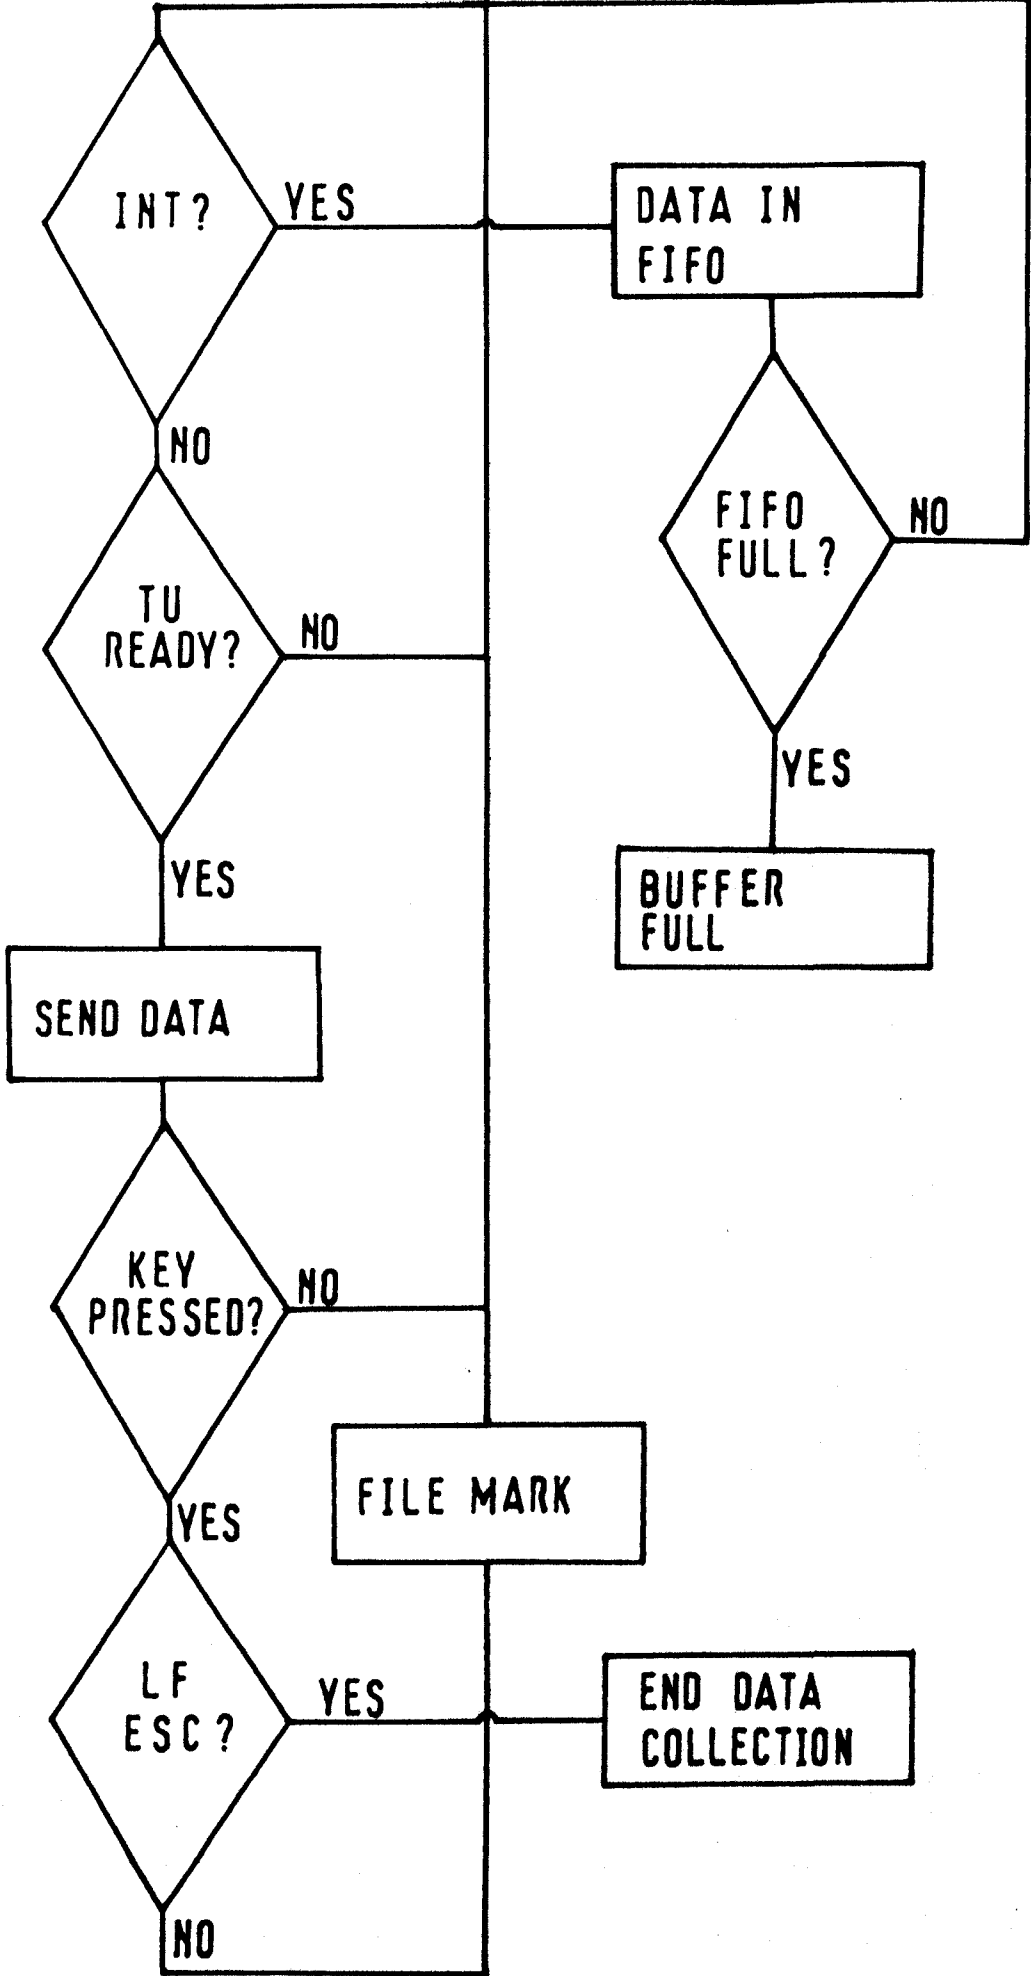 INT?
YES
DATA IN
FIFO
NO
FIFO
FULL?
NO
TU
READY?
NO
YES
BUFFER
FULL
YES
SEND DATA
KEY
PRESSED?
NO
FILE MARK
YES
LF
ESC?
YES
END DATA
COLLECTION
NO